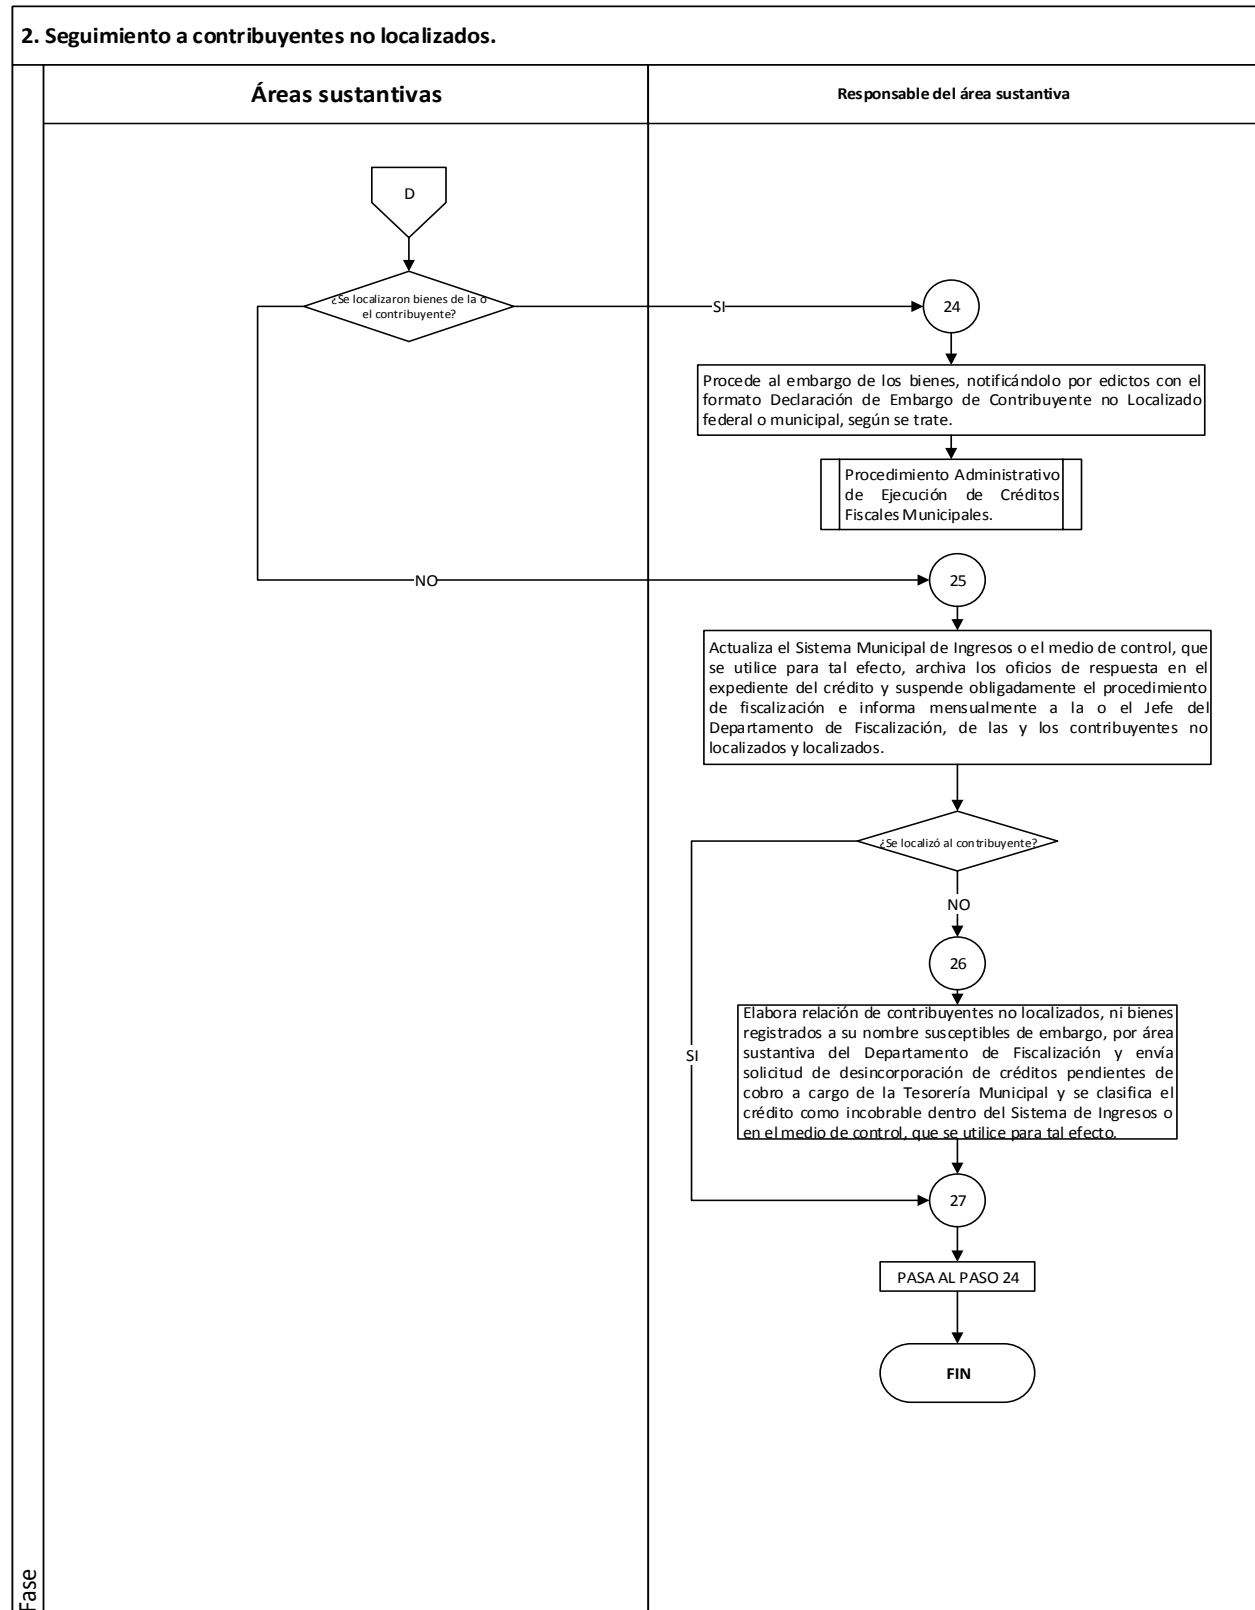 2. Seguimiento a contribuyentes no localizados.
Áreas sustantivas
Responsable del área sustantiva
D
¿Se localizaron bienes de la o
el contribuyente?
SI
24
Procede al embargo de los bienes, notificándolo por edictos con el
formato Declaración de Embargo de Contribuyente no Localizado
federal o municipal, según se trate.
Procedimiento Administrativo
de Ejecución de Créditos
Fiscales Municipales.
NO
25
Actualiza el Sistema Municipal de Ingresos o el medio de control, que
se utilice para tal efecto, archiva los oficios de respuesta en el
expediente del crédito y suspende obligadamente el procedimiento
de fiscalización e informa mensualmente a la o el Jefe del
Departamento de Fiscalización, de las y los contribuyentes no
localizados y localizados.
¿Se localizó al contribuyente?
NO
26
SI
Elabora relación de contribuyentes no localizados, ni bienes
registrados a su nombre susceptibles de embargo, por área
sustantiva del Departamento de Fiscalización y envía
solicitud de desincorporación de créditos pendientes de
cobro a cargo de la Tesorería Municipal y se clasifica el
crédito como incobrable dentro del Sistema de Ingresos o
en el medio de control, que se utilice para tal efecto.
27
PASA AL PASO 24
FIN
Fase